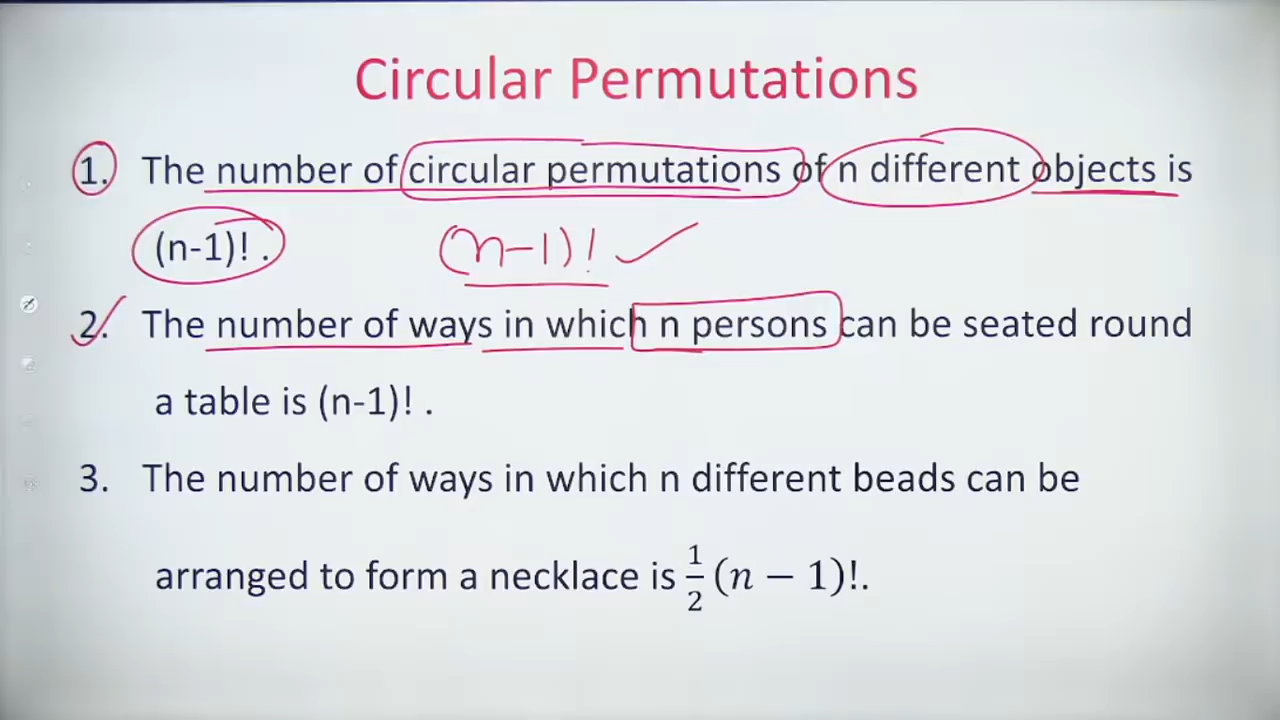 Circular Permutations
1. The number of circular permutations of n different objects is
(n-1)! . (n-1)!
2. The number of ways in which n persons can be seated round
a table is (n-1)! .
3. The number of ways in which n different beads can be
arranged to form a necklace is 1/2 (n − 1)!.